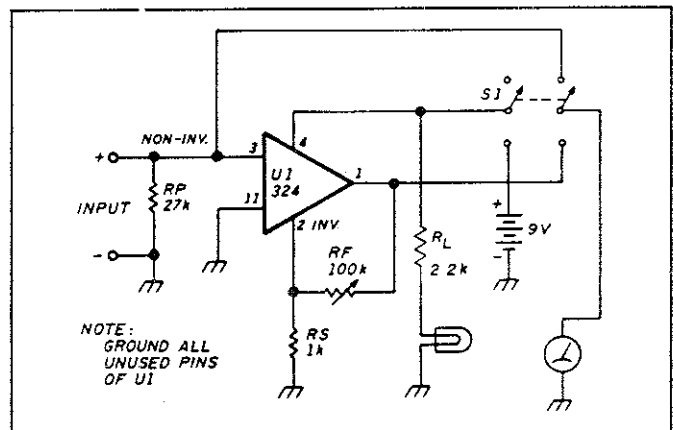 S1
NON-INV.
+
3
4
U1
324
1
11
2 INV.
RP
27k
INPUT
-
+
9V
-
RL
2 2k
RF
100k
RS
1k
NOTE:
GROUND ALL
UNUSED PINS
OF U1